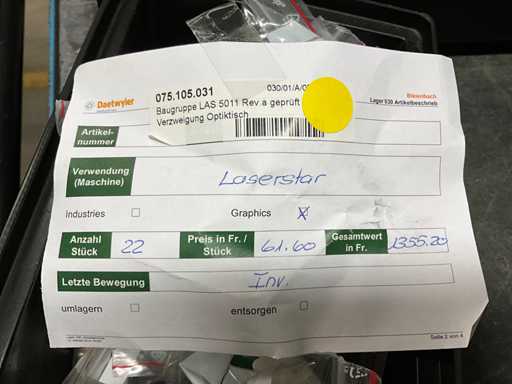 Daetwyler
075.105.031
030/01/A/0
Bleienbach
Lager 930 Artikelbeschrieb
Baugruppe LAS 5011 Rev.a geprüft
Verzweigung Optiktisch
Artikel-
nummer
Verwendung
(Maschine)
Laserstar
Industries
Graphics X
Anzahl
Stück
22
Preis in Fr. /
Stück
61.60
Gesamtwert
in Fr.
1355.20
Letzte Bewegung
Inv.
umlagern
entsorgen
Seite 2 von 4